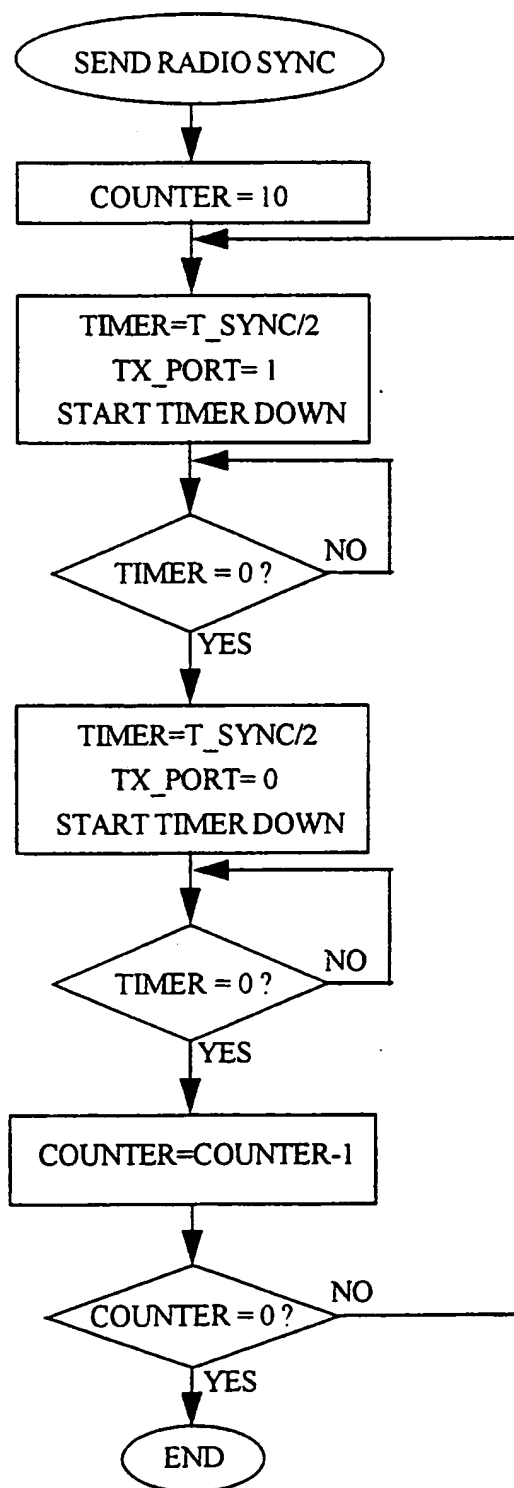 SEND RADIO SYNC
COUNTER = 10
TIMER=T_SYNC/2
TX_PORT= 1
START TIMER DOWN
TIMER = 0 ?
NO
YES
TIMER=T_SYNC/2
TX_PORT= 0
START TIMER DOWN
TIMER = 0 ?
NO
YES
COUNTER=COUNTER-1
COUNTER = 0 ?
NO
YES
END